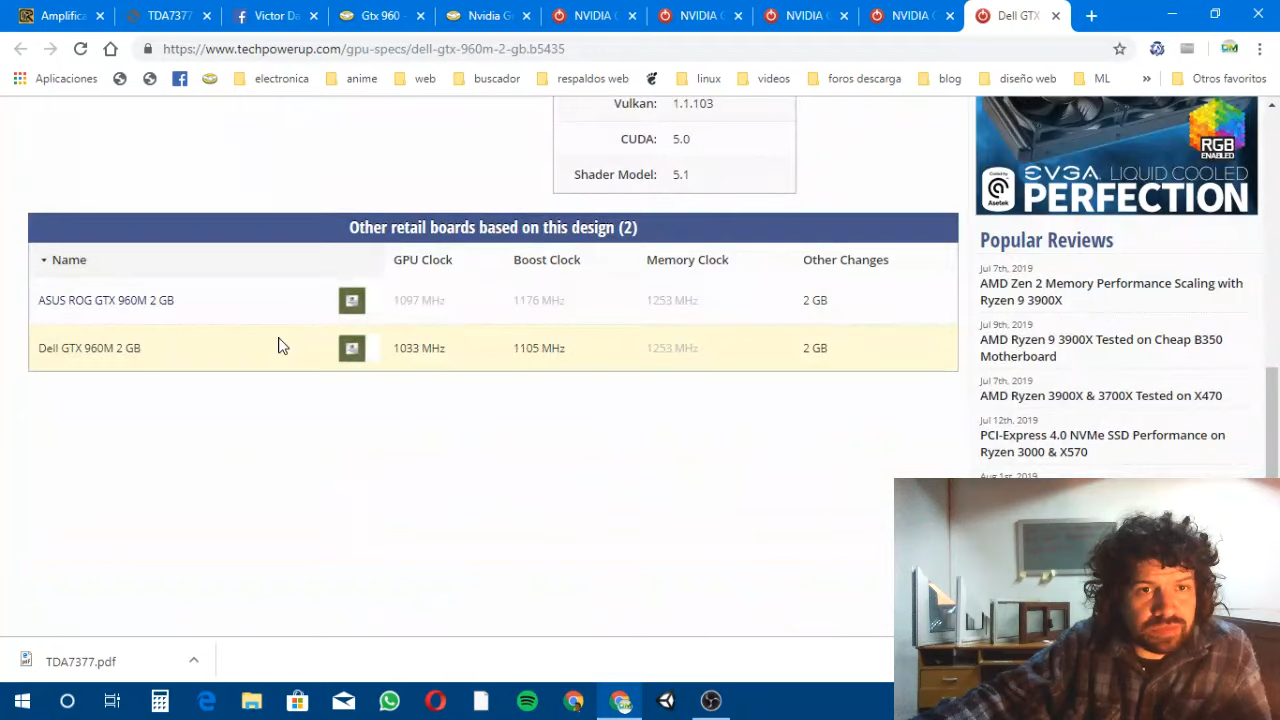 Amplifica
TDA7377
Victor Da
Gtx 960
Nvidia G
NVIDIA
NVIDIA
NVIDIA
NVIDIA
Dell GTX
https://www.techpowerup.com/gpu-specs/dell-gtx-960m-2-gb.b5435
Aplicaciones
electronica
anime
web
buscador
respaldos web
linux
videos
foros descarga
blog
diseño web
ML
»
Otros favoritos
Vulkan: 1.1.103
CUDA: 5.0
Shader Model: 5.1
Other retail boards based on this design (2)
Name GPU Clock Boost Clock Memory Clock Other Changes
ASUS ROG GTX 960M 2 GB 1097 MHz 1176 MHz 1253 MHz 2 GB
Dell GTX 960M 2 GB 1033 MHz 1105 MHz 1253 MHz 2 GB
RGB
ENABLED
Asetek
EVGA LIQUID COOLED
PERFECTION
Popular Reviews
Jul 7th, 2019
AMD Zen 2 Memory Performance Scaling with
Ryzen 9 3900X
Jul 9th, 2019
AMD Ryzen 9 3900X Tested on Cheap B350
Motherboard
Jul 7th, 2019
AMD Ryzen 3900X & 3700X Tested on X470
Jul 12th, 2019
PCI-Express 4.0 NVMe SSD Performance on
Ryzen 3000 & X570
Aug 1st, 2019
TDA7377.pdf